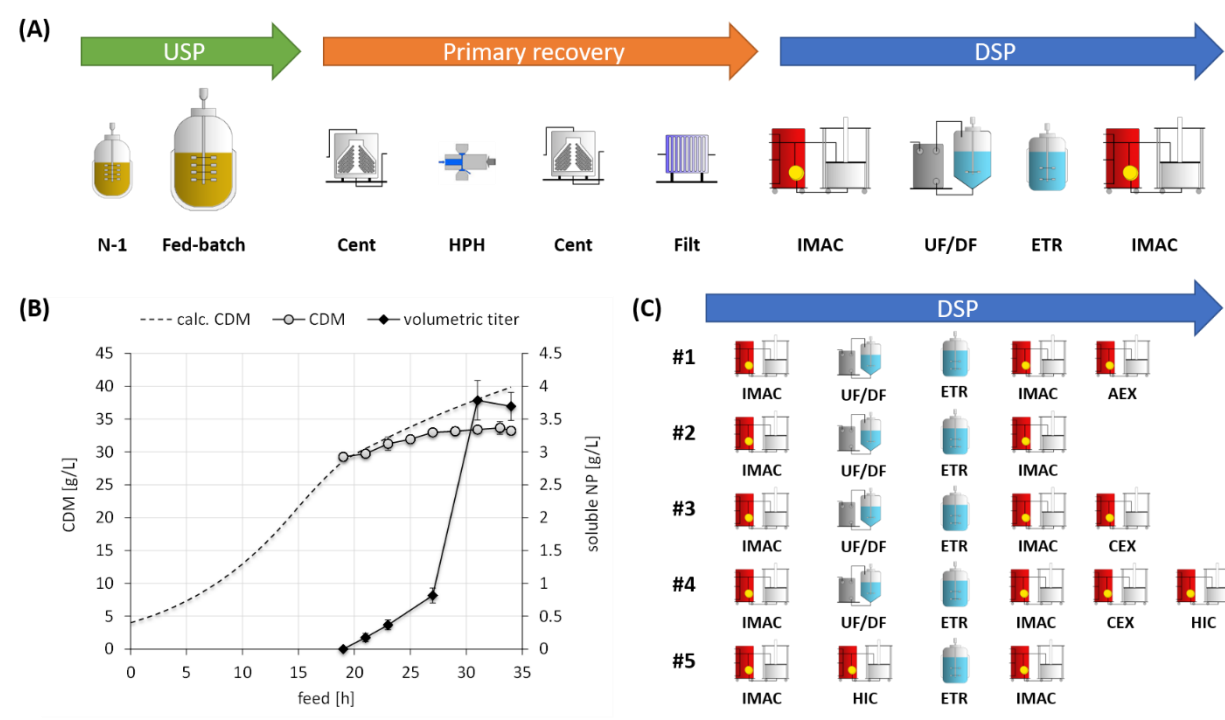 (A)
USP Primary recovery DSP
N-1 Fed-batch Cent HPH Cent Filt IMAC UF/DF ETR IMAC
(B)
calc. CDM CDM volumetric titer
45 4.5
40 4
35 3.5
30 3
25 2.5
20 2
15 1.5
10 1
5 0.5
0 0
CDM [g/L]
soluble NP [g/L]
0 5 10 15 20 25 30 35
feed [h]
(C)
DSP
#1
IMAC UF/DF ETR IMAC AEX
#2
IMAC UF/DF ETR IMAC
#3
IMAC UF/DF ETR IMAC CEX
#4
IMAC UF/DF ETR IMAC CEX HIC
#5
IMAC HIC ETR IMAC